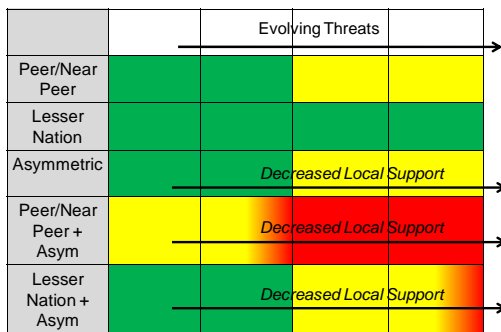 Evolving Threats
Peer/Near
Peer
Lesser
Nation
Asymmetric
Decreased Local Support
Peer/Near
Peer +
Asym
Decreased Local Support
Lesser
Nation +
Asym
Decreased Local Support